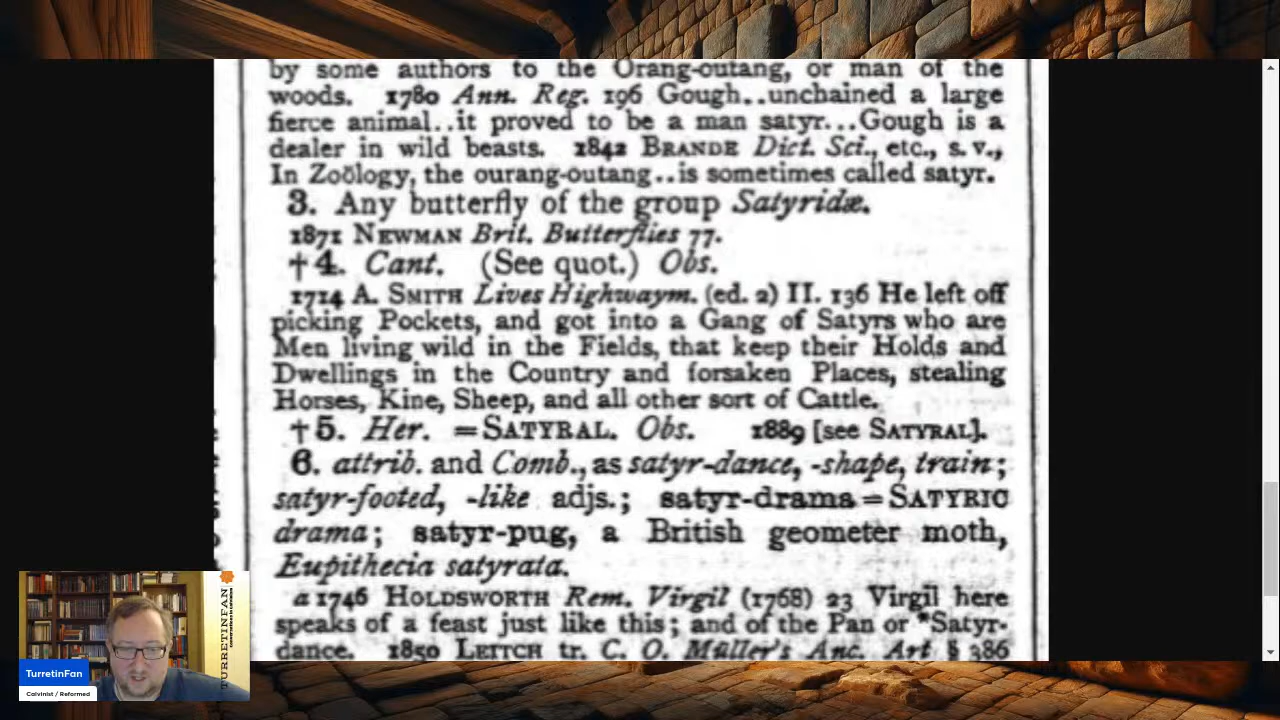 by some authors to the Orang-outang, or man of the
woods. 1780 Ann. Reg. 196 Gough..unchained a large
fierce animal..it proved to be a man satyr...Gough is a
dealer in wild beasts. 1842 BRANDE Dict. Sci., etc., s.v.,
In Zoölogy, the ourang-outang..is sometimes called satyr.
3. Any butterfly of the group Satyridæ.
1871 NEWMAN Brit. Butterflies 77.
†4. Cant. (See quot.) Obs.
1714 A. SMITH Lives Highwaym. (ed. 2) II. 136 He left off
picking Pockets, and got into a Gang of Satyrs who are
Men living wild in the Fields, that keep their Holds and
Dwellings in the Country and forsaken Places, stealing
Horses, Kine, Sheep, and all other sort of Cattle.
†5. Her. =SATYRAL. Obs. 1889 [see SATYRAL].
6. attrib. and Comb., as satyr-dance, -shape, train;
satyr-footed, -like adjs.; satyr-drama=SATYRIC
drama; satyr-pug, a British geometer moth,
Eupithecia satyrata.
a 1746 HOLDSWORTH Rem. Virgil (1768) 23 Virgil here
speaks of a feast just like this; and of the Pan or *Satyr-
dance. 1850 LEITCH tr. C. O. Müller's Anc. Art § 386
TURRETINFAN
TurretinFan
Calvinist / Reformed